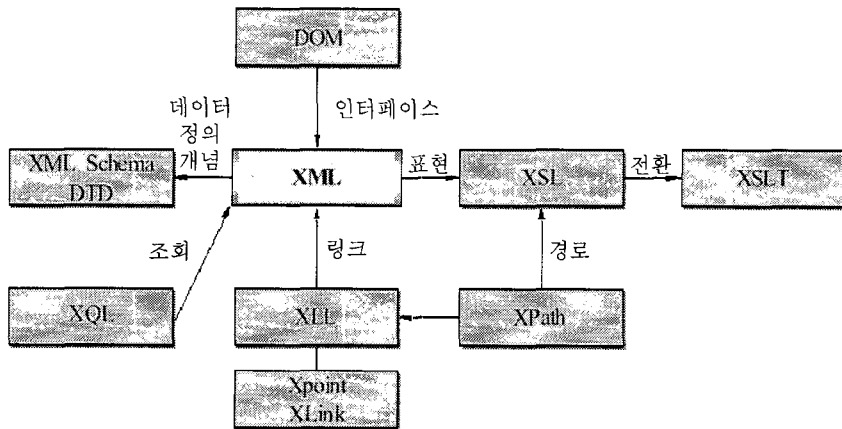 DOM
데이터
정의
개념
인터페이스
XML Schema
DTD
XML
표현
XSL
전환
XSLT
조회
링크
경로
XQL
XLL
XPath
Xpoint
XLink